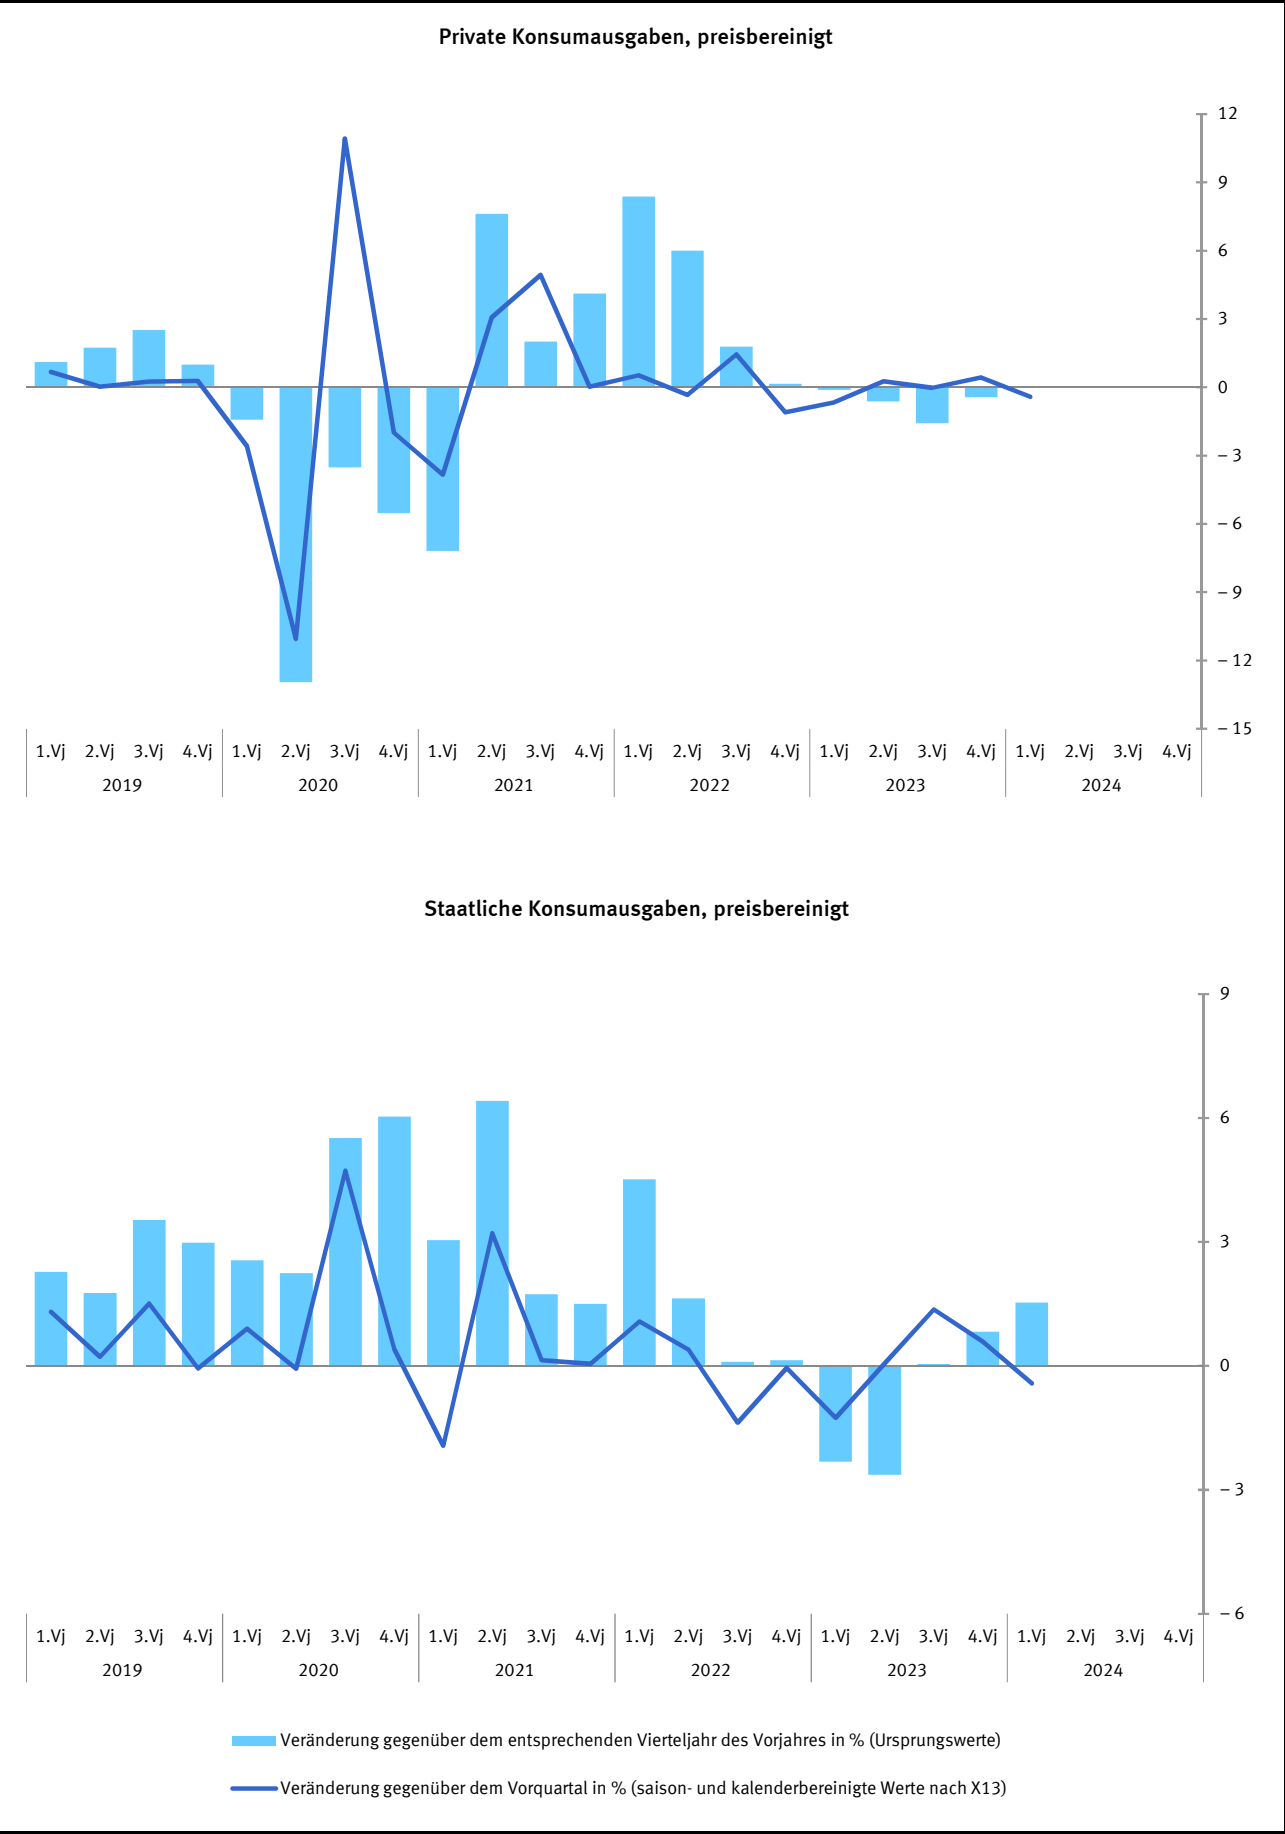 Private Konsumausgaben, preisbereinigt
12
9
6
3
0
– 3
– 6
– 9
– 12
– 15
1.Vj 2.Vj 3.Vj 4.Vj 1.Vj 2.Vj 3.Vj 4.Vj 1.Vj 2.Vj 3.Vj 4.Vj 1.Vj 2.Vj 3.Vj 4.Vj 1.Vj 2.Vj 3.Vj 4.Vj 1.Vj 2.Vj 3.Vj 4.Vj
2019 2020 2021 2022 2023 2024
Staatliche Konsumausgaben, preisbereinigt
9
6
3
0
– 3
– 6
1.Vj 2.Vj 3.Vj 4.Vj 1.Vj 2.Vj 3.Vj 4.Vj 1.Vj 2.Vj 3.Vj 4.Vj 1.Vj 2.Vj 3.Vj 4.Vj 1.Vj 2.Vj 3.Vj 4.Vj 1.Vj 2.Vj 3.Vj 4.Vj
2019 2020 2021 2022 2023 2024
Veränderung gegenüber dem entsprechenden Vierteljahr des Vorjahres in % (Ursprungswerte)
Veränderung gegenüber dem Vorquartal in % (saison- und kalenderbereinigte Werte nach X13)